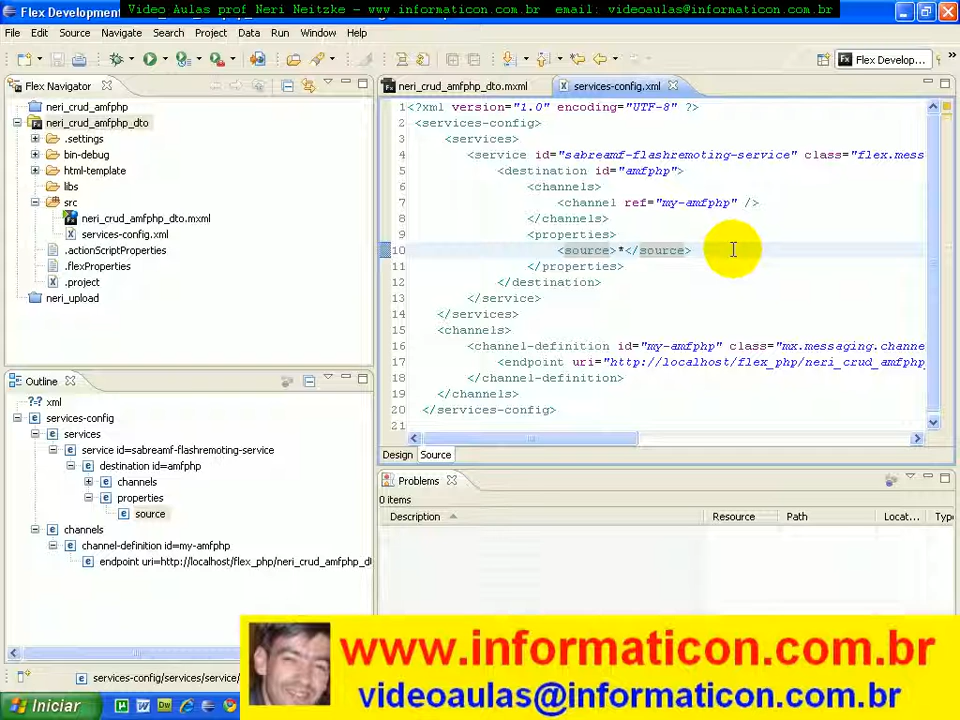 Flex Development
Video Aulas prof Neri Neitzke – www.informaticon.com.br email: videoaulas@informaticon.com.br
File Edit Source Navigate Search Project Data Run Window Help
Flex Develop...
Flex Navigator
neri_crud_amfphp
neri_crud_amfphp_dto
.settings
bin-debug
html-template
libs
src
neri_crud_amfphp_dto.mxml
services-config.xml
.actionScriptProperties
.flexProperties
.project
neri_upload
neri_crud_amfphp_dto.mxml services-config.xml
1 <?xml version="1.0" encoding="UTF-8" ?>
2 <services-config>
3 <services>
4 <service id="sabreamf-flashremoting-service" class="flex.mess
5 <destination id="amfphp">
6 <channels>
7 <channel ref="my-amfphp" />
8 </channels>
9 <properties>
10 <source>*</source>
11 </properties>
12 </destination>
13 </service>
14 </services>
15 <channels>
16 <channel-definition id="my-amfphp" class="mx.messaging.channe
17 <endpoint uri="http://localhost/flex_php/neri_crud_amfphp_
18 </channel-definition>
19 </channels>
20 </services-config>
21
Design Source
Outline
?-? xml
services-config
services
service id=sabreamf-flashremoting-service
destination id=amfphp
channels
properties
source
channels
channel-definition id=my-amfphp
endpoint uri=http://localhost/flex_php/neri_crud_amfphp_d
Problems
0 items
Description Resource Path Locat... Type
services-config/services/service/
www.informaticon.com.br
videoaulas@informaticon.com.br
Iniciar